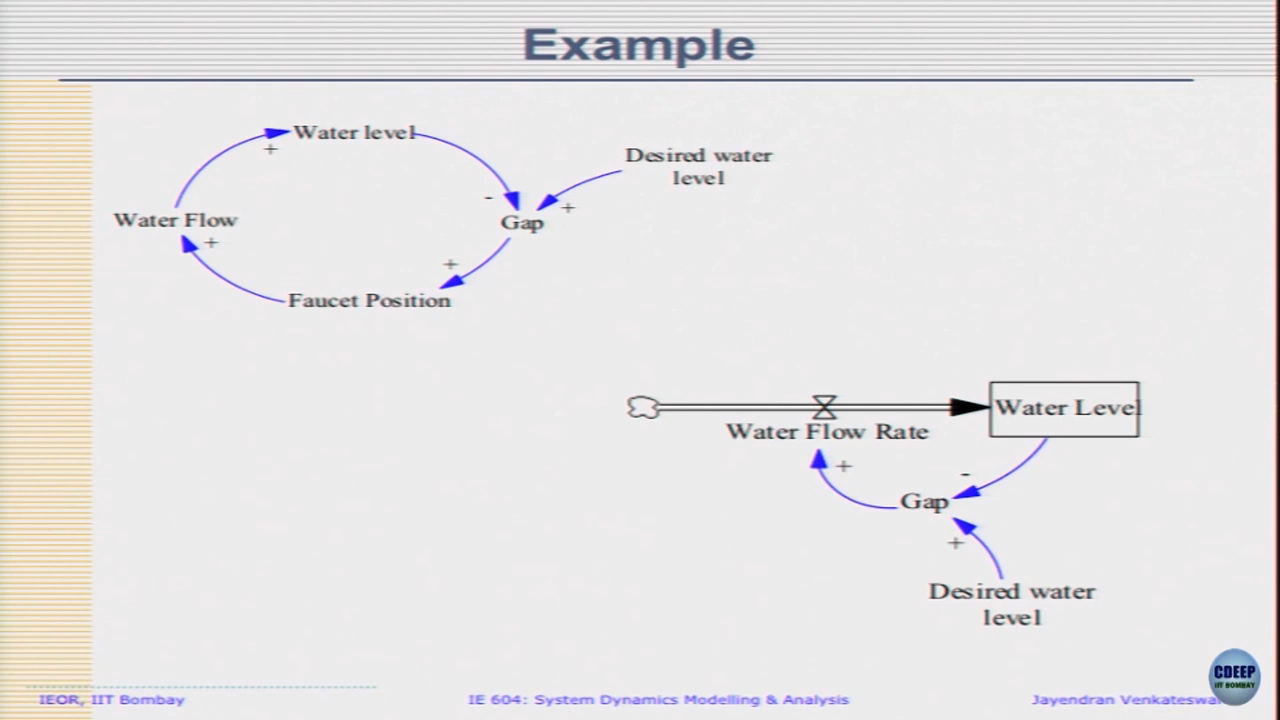 Example
Water level
Desired water
level
+
-
+
Water Flow
Gap
+
+
Faucet Position
Water Level
Water Flow Rate
+
-
Gap
+
Desired water
level
CDEEP
IIT BOMBAY
IEOR, IIT Bombay
IE 604: System Dynamics Modelling & Analysis
Jayendran Venkateswar